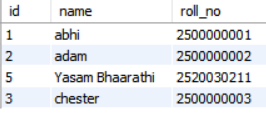 id name roll_no
1 abhi 2500000001
2 adam 2500000002
5 Yasam Bhaarathi 2520030211
3 chester 2500000003